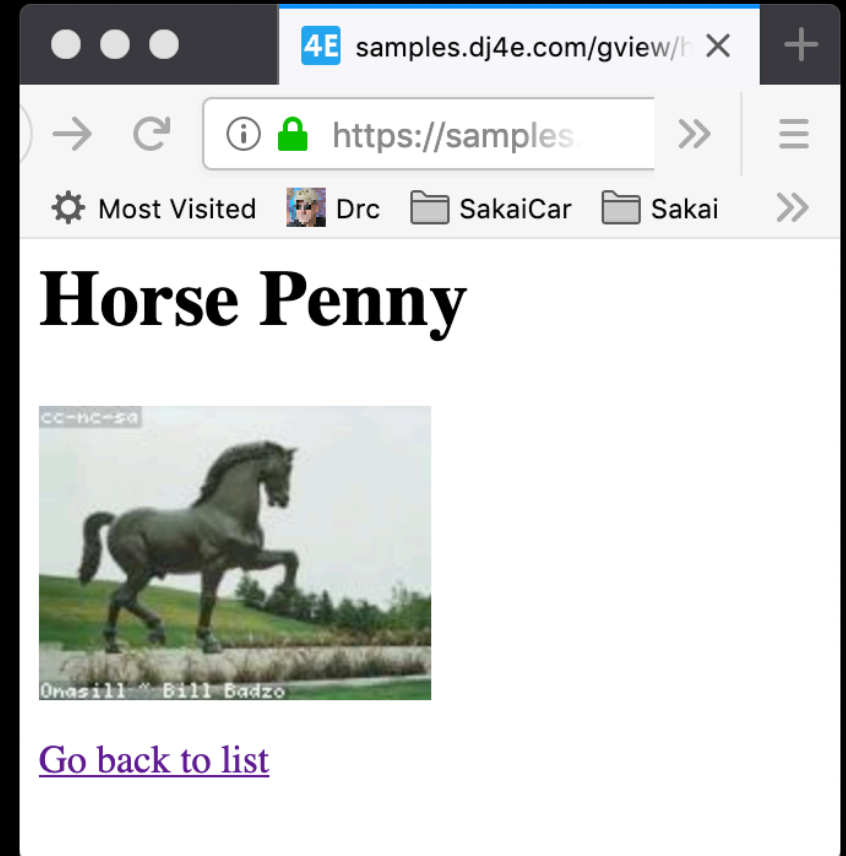 4E samples.dj4e.com/gview/h
https://samples.
Most Visited Drc SakaiCar Sakai
Horse Penny
cc-nc-sa
Onasill ~ Bill Badzo
Go back to list